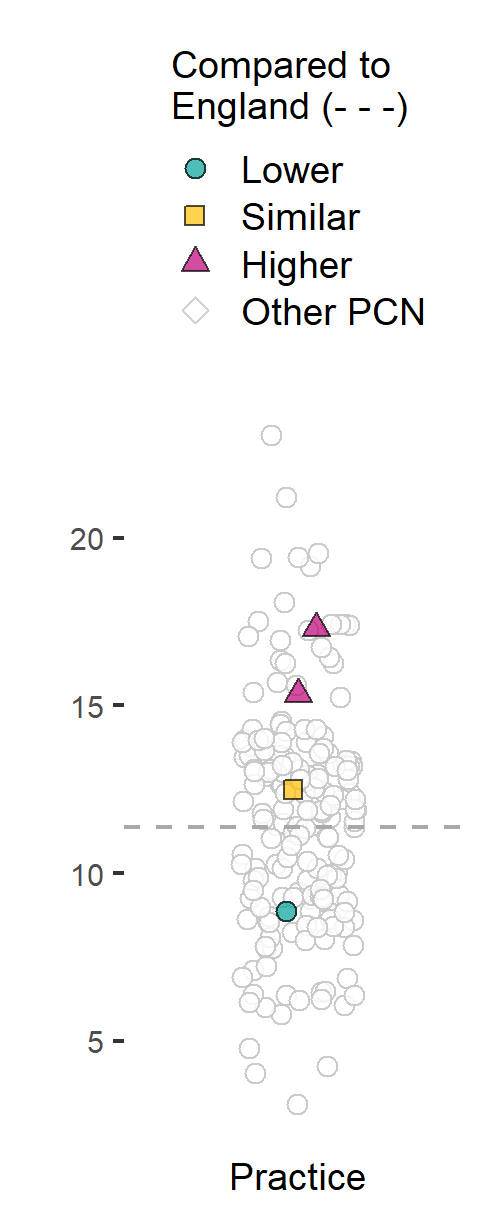 Compared to
England (- - -)
Lower
Similar
Higher
Other PCN
20
15
10
5
Practice